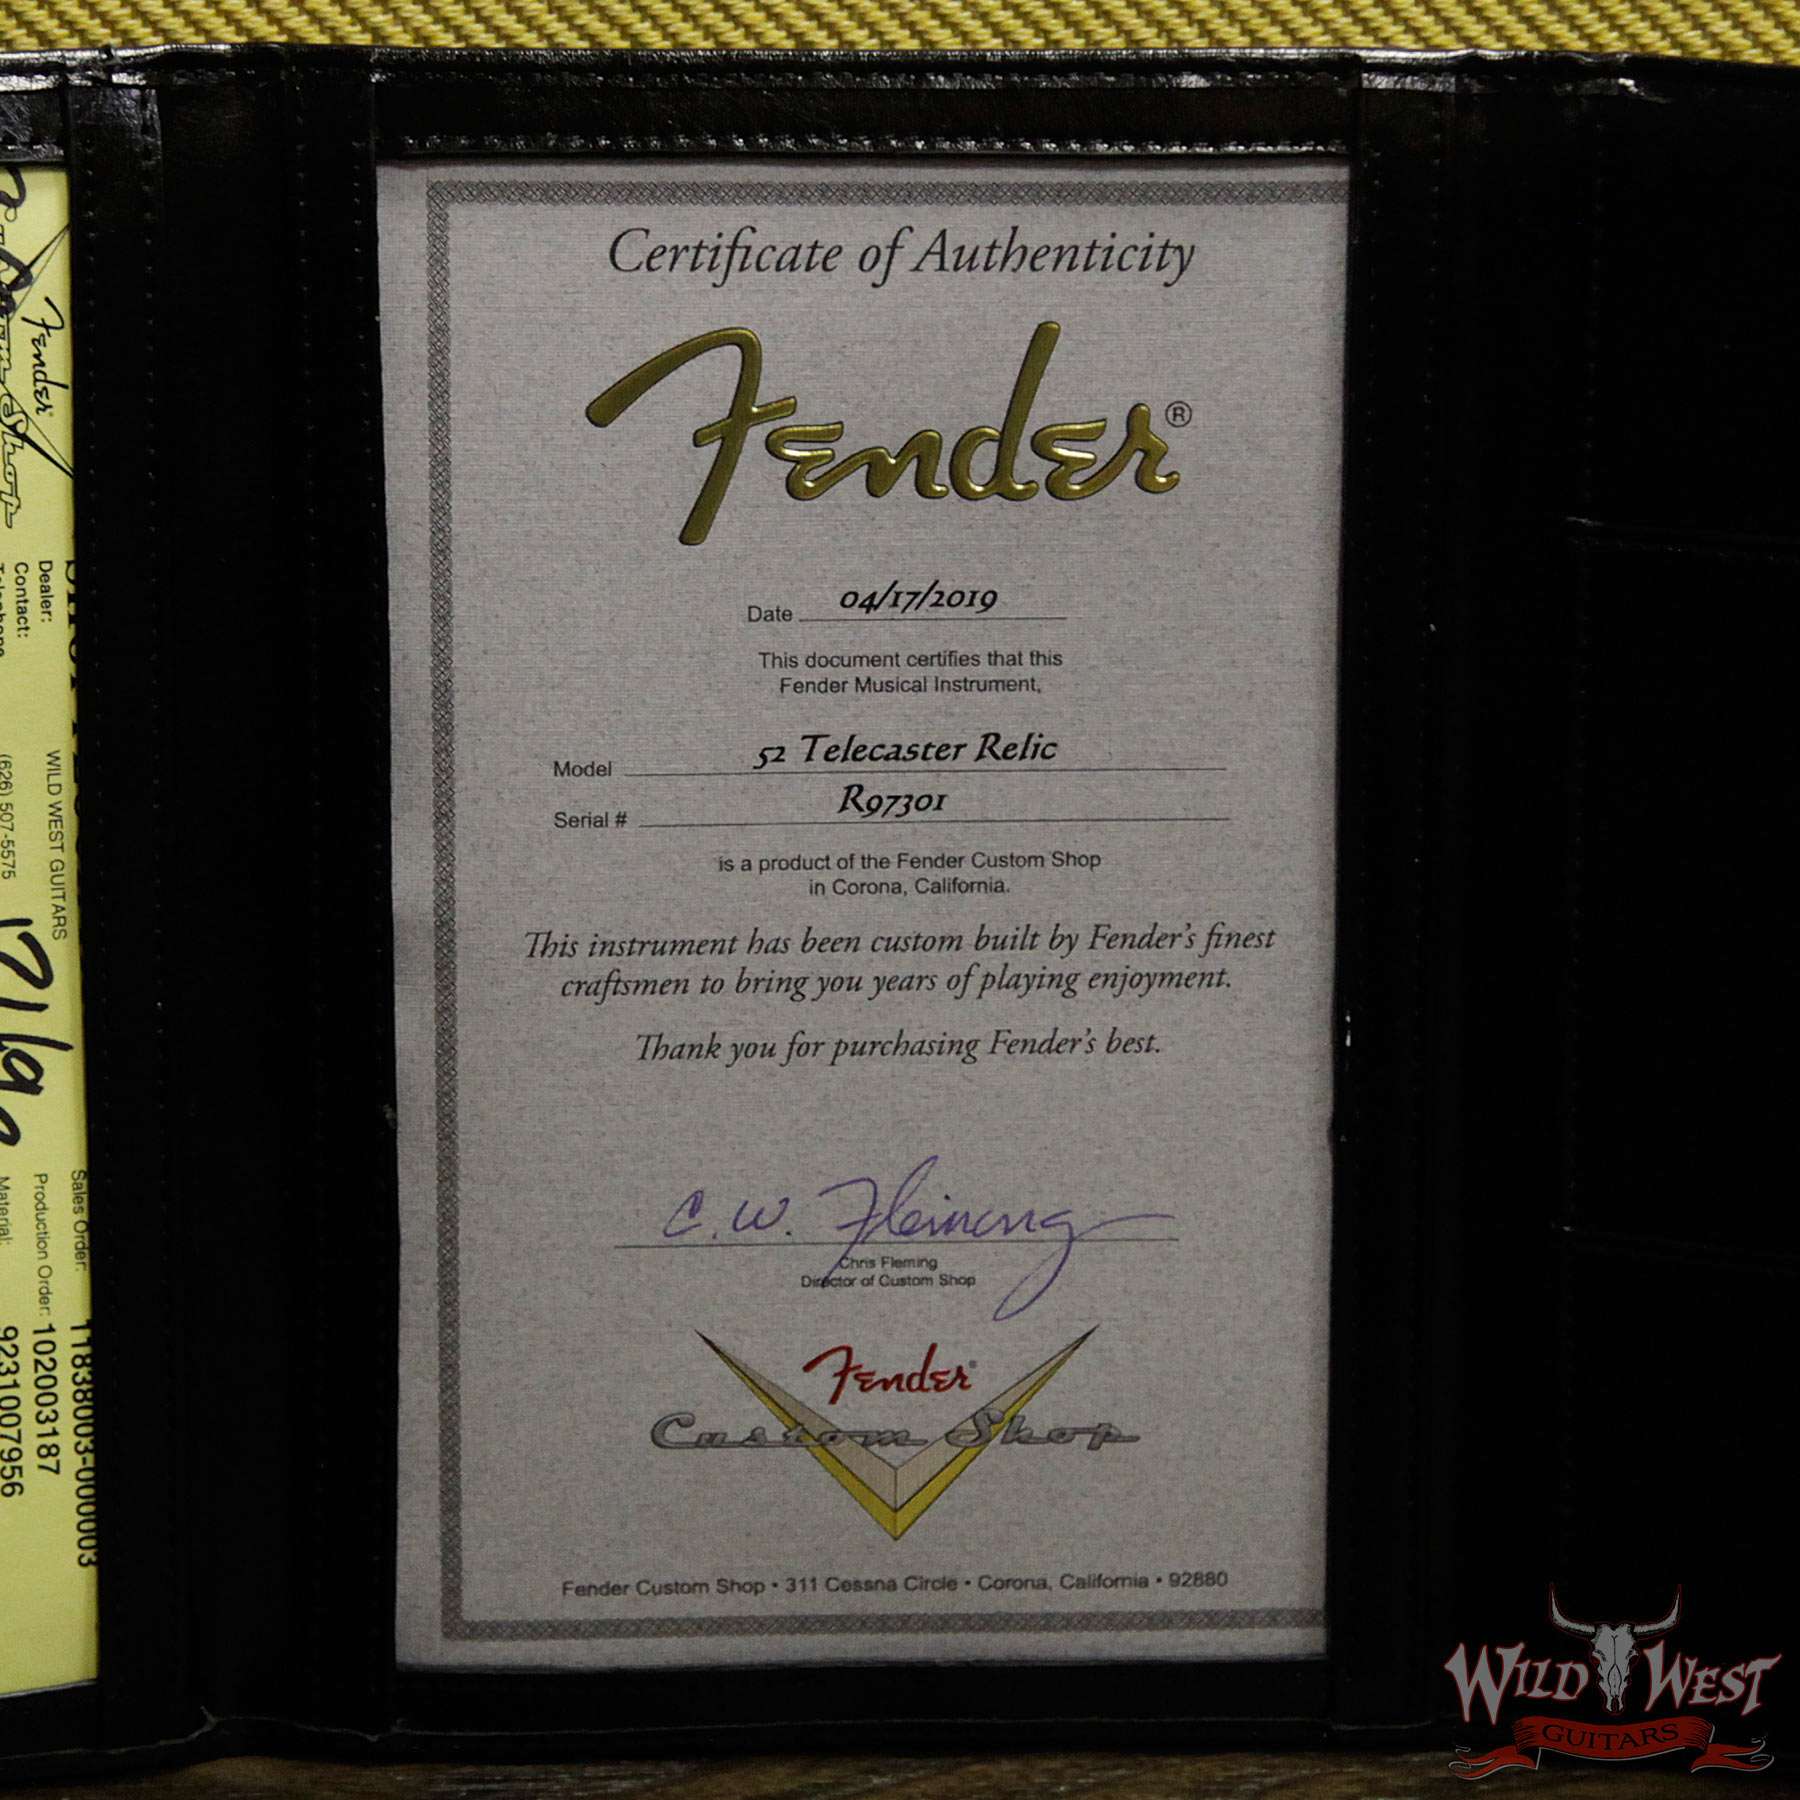 Fender
Custom Shop
Dealer:
WILD WEST GUITARS
Contact:
(626) 507-5575
Sales Order:
11838003-000003
Production Order:
102003187
Material:
9231007956
Certificate of Authenticity
Fender®
Date 04/17/2019
This document certifies that this
Fender Musical Instrument,
Model 52 Telecaster Relic
Serial # R97301
is a product of the Fender Custom Shop
in Corona, California.
This instrument has been custom built by Fender's finest
craftsmen to bring you years of playing enjoyment.
Thank you for purchasing Fender's best.
C. W. Fleming
Chris Fleming
Director of Custom Shop
Fender®
Custom Shop
Fender Custom Shop • 311 Cessna Circle • Corona, California • 92880
WILD WEST
GUITARS